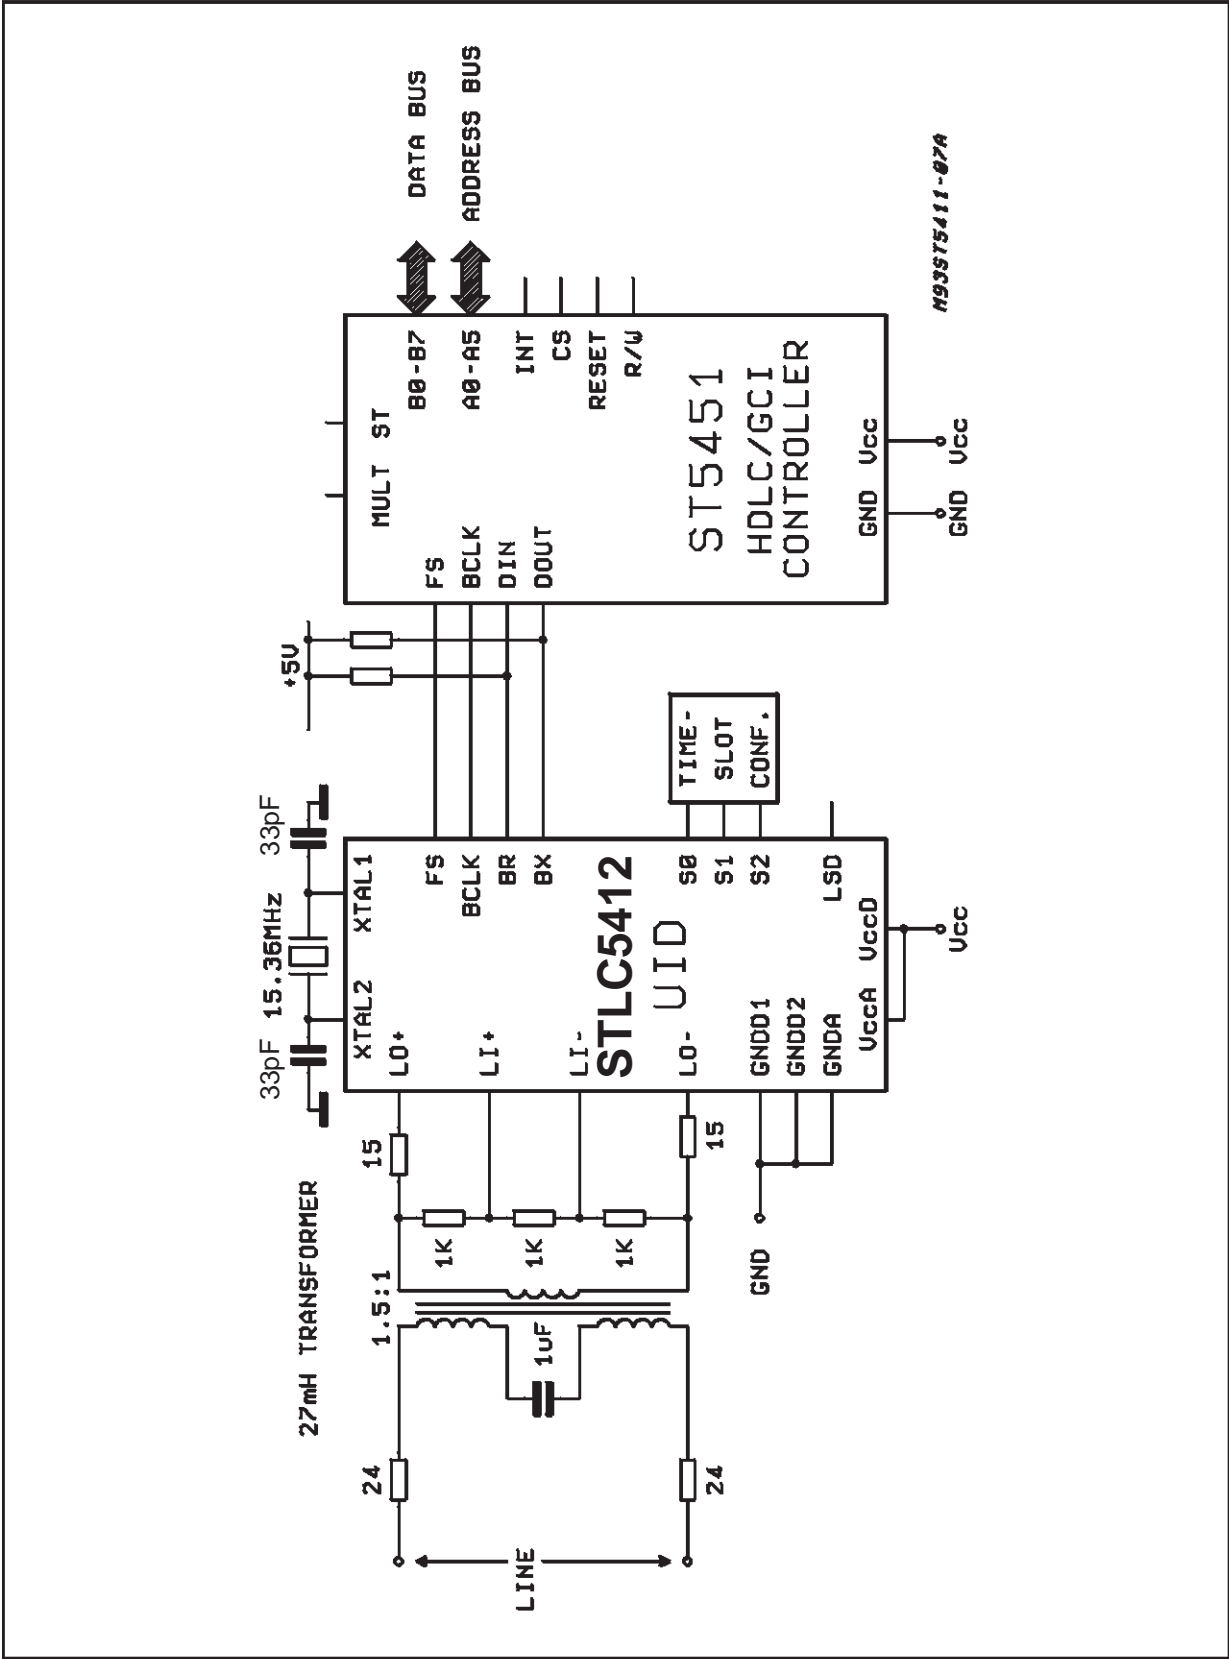 27mH TRANSFORMER
33pF
15.36MHz
33pF
+5V
XTAL2
XTAL1
MULT
ST
1.5:1
24
15
LO+
FS
FS
B0-B7
DATA BUS
BCLK
BCLK
A0-A5
ADDRESS BUS
1K
LI+
BR
DIN
INT
LINE
1uF
1K
BX
DOUT
CS
LI-
RESET
1K
STLC5412
R/W
UID
ST5451
24
15
LO-
S0
TIME-
S1
SLOT
HDLC/GCI
GND
GNDD1
S2
CONF.
CONTROLLER
GNDD2
GNDA
LSD
VccA
VccD
GND
Vcc
Vcc
GND
Vcc
M93ST5411-07A